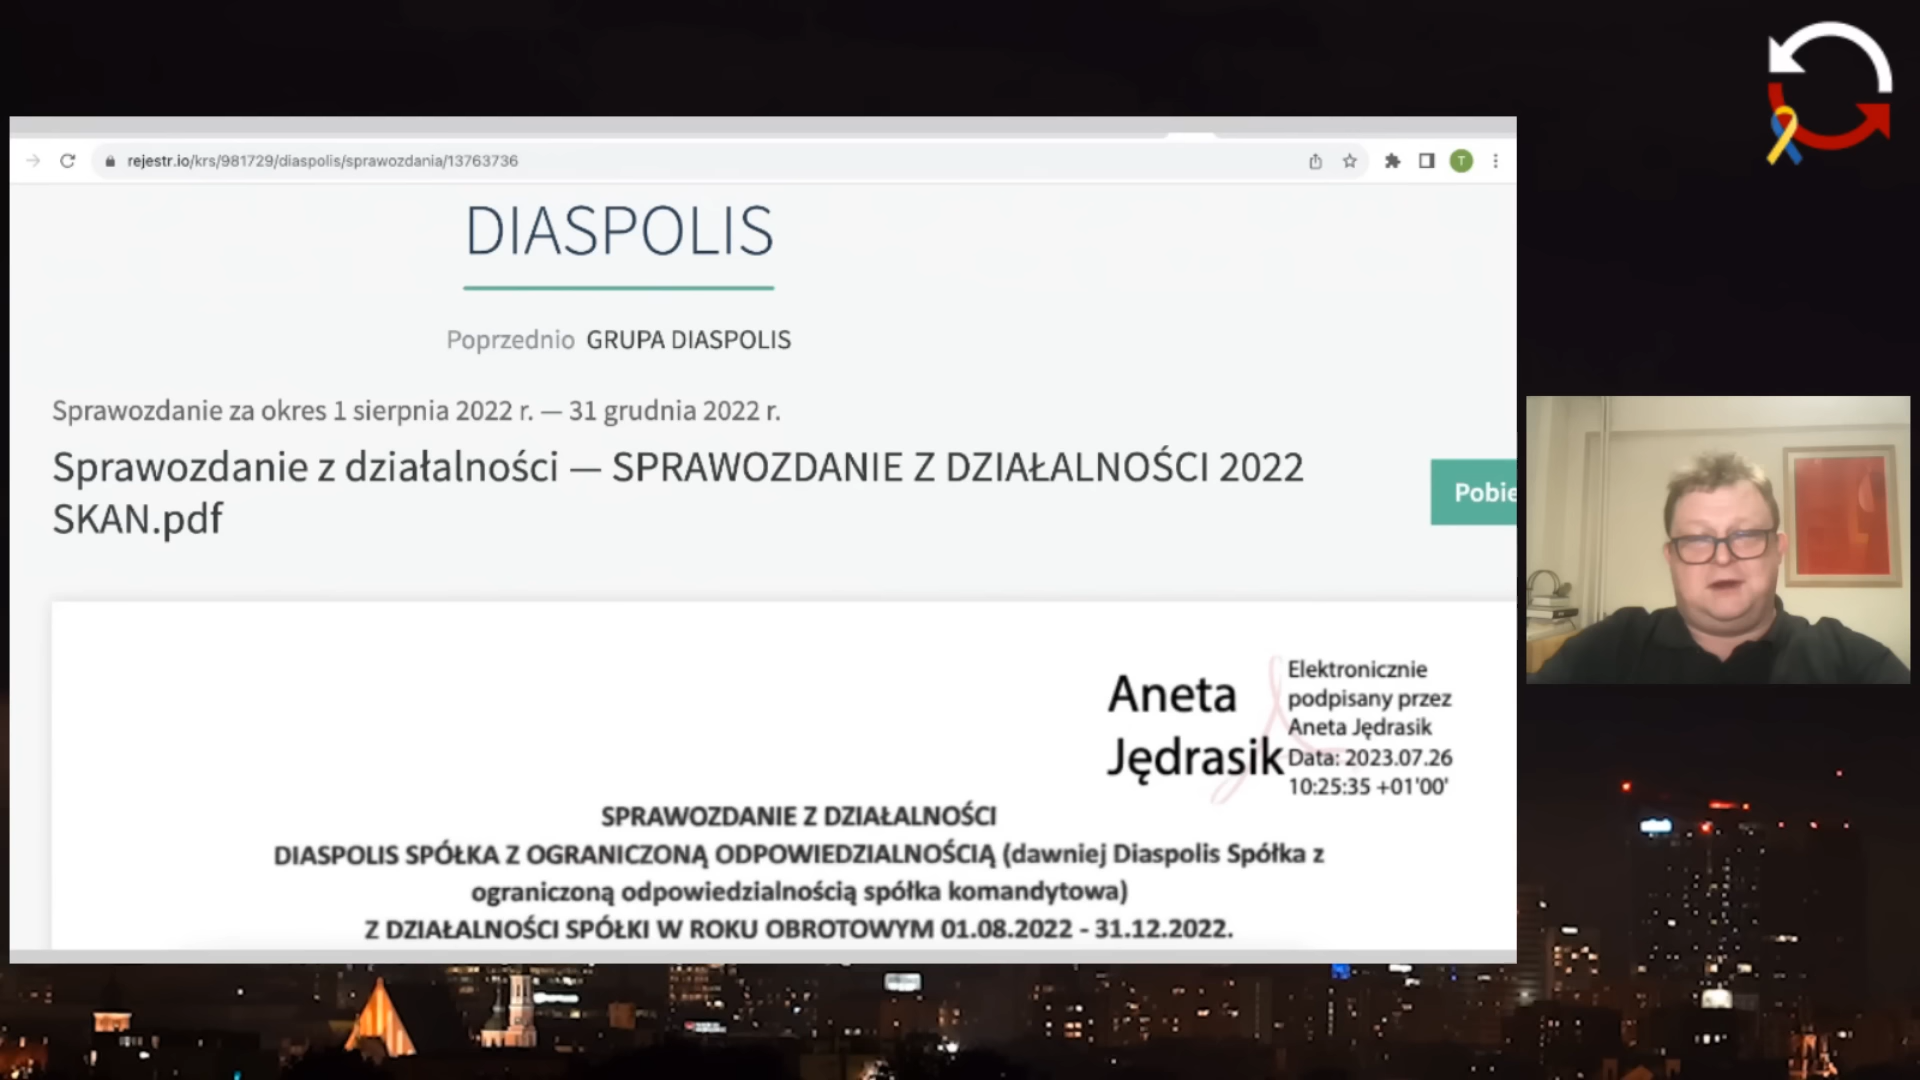 rejestr.io/krs/981729/diaspolis/sprawozdania/13763736
T
DIASPOLIS
Poprzednio GRUPA DIASPOLIS
Sprawozdanie za okres 1 sierpnia 2022 r. — 31 grudnia 2022 r.
Sprawozdanie z działalności — SPRAWOZDANIE Z DZIAŁALNOŚCI 2022
SKAN.pdf
Pobie
Aneta
Jędrasik
Elektronicznie
podpisany przez
Aneta Jędrasik
Data: 2023.07.26
10:25:35 +01'00'
SPRAWOZDANIE Z DZIAŁALNOŚCI
DIASPOLIS SPÓŁKA Z OGRANICZONĄ ODPOWIEDZIALNOŚCIĄ (dawniej Diaspolis Spółka z
ograniczoną odpowiedzialnością spółka komandytowa)
Z DZIAŁALNOŚCI SPÓŁKI W ROKU OBROTOWYM 01.08.2022 - 31.12.2022.